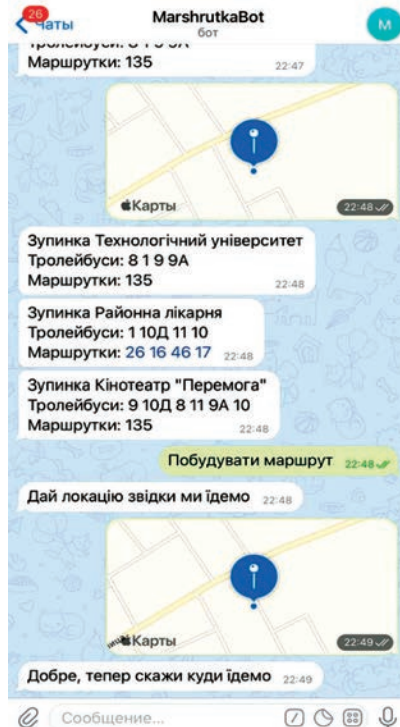 26
Чаты
MarshrutkaBot
бот
M
Маршрутки: 135
22:47
Карты
22:48
Зупинка Технологічний університет
Тролейбуси: 8 1 9 9А
Маршрутки: 135
22:48
Зупинка Районна лікарня
Тролейбуси: 1 10Д 11 10
Маршрутки: 26 16 46 17
22:48
Зупинка Кінотеатр "Перемога"
Тролейбуси: 9 10Д 8 11 9А 10
Маршрутки: 135
22:48
Побудувати маршрут
22:48
Дай локацію звідки ми їдемо
22:48
Карты
22:49
Добре, тепер скажи куди їдемо
22:49
Сообщение...